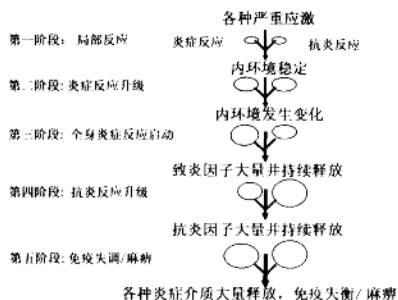 各种严重应激
第一阶段: 局部反应
炎症反应
抗炎反应
内环境稳定
第二阶段: 炎症反应升级
内环境发生变化
第三阶段: 全身炎症反应启动
致炎因子大量并持续释放
第四阶段: 抗炎反应升级
抗炎因子大量并持续释放
第五阶段: 免疫失调/麻痹
各种炎症介质大量释放, 免疫失衡/麻痹